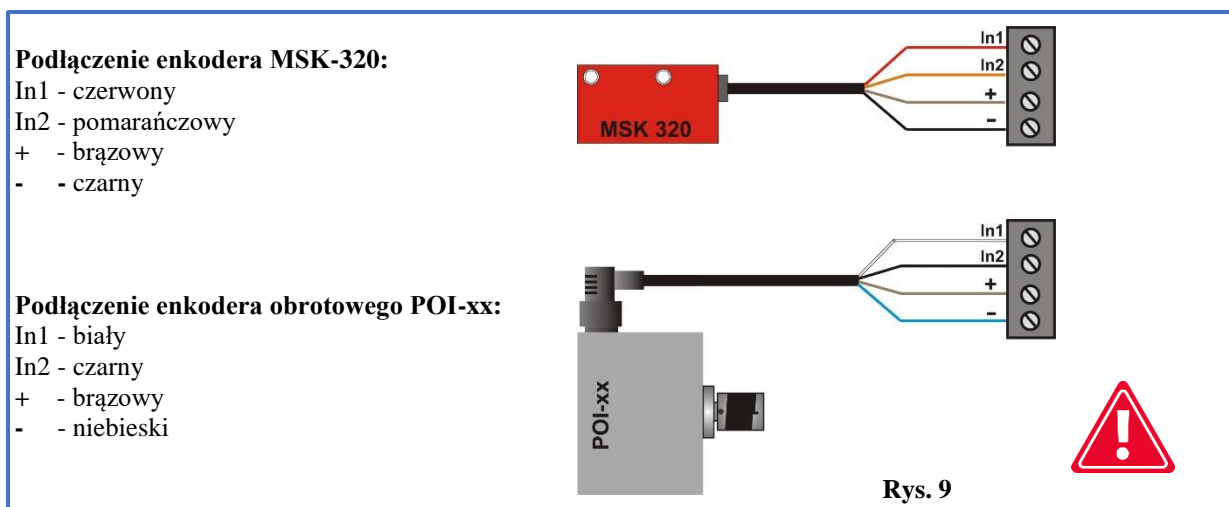 Podłączenie enkodera MSK-320:
In1 - czerwony
In2 - pomarańczowy
+ - brązowy
- - czarny
In1
In2
+
-
MSK 320
Podłączenie enkodera obrotowego POI-xx:
In1 - biały
In2 - czarny
+ - brązowy
- - niebieski
In1
In2
+
-
POI-xx
!
Rys. 9